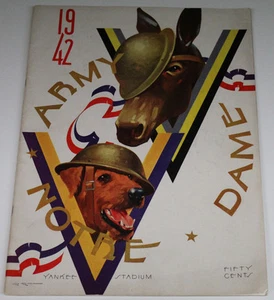 1942
ARMY
NOTRE DAME
YANKEE STADIUM
FIFTY
CENTS